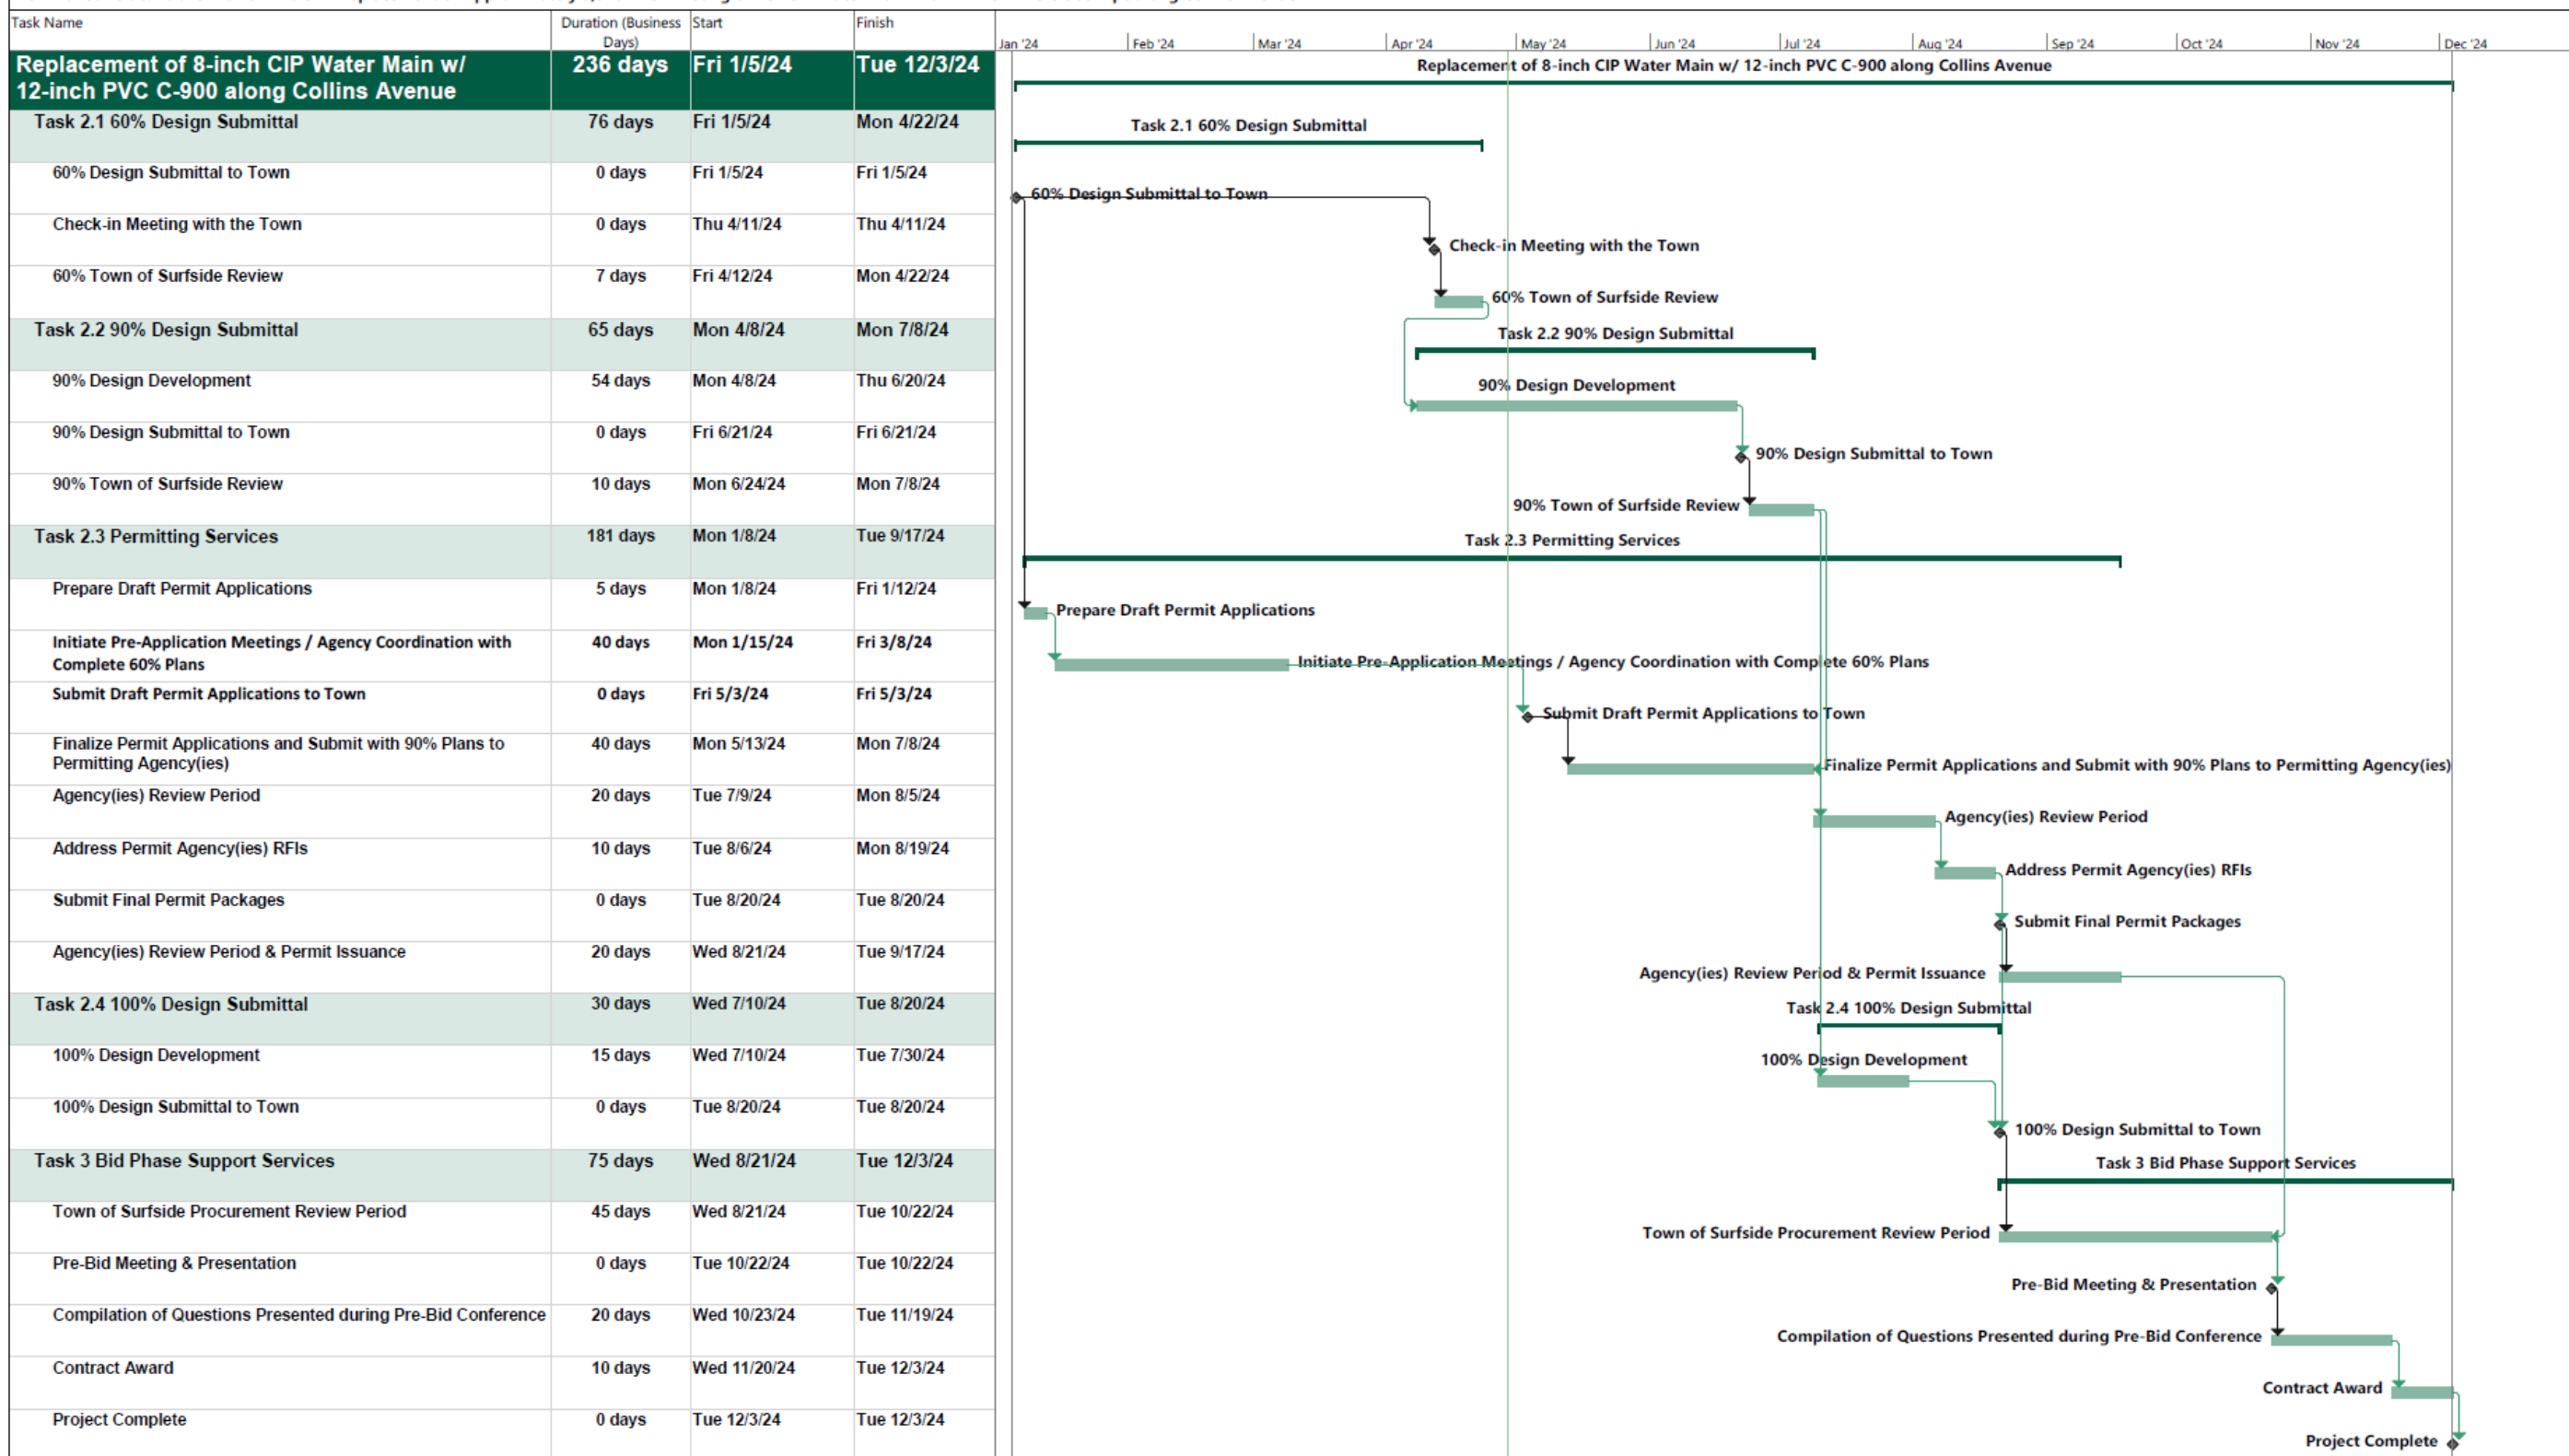 Task Name Duration (Business Start Finish
Days)
Jan '24 Feb '24 Mar '24 Apr '24 May '24 Jun '24 Jul '24 Aug '24 Sep '24 Oct '24 Nov '24 Dec '24
Replacement of 8-inch CIP Water Main w/ 236 days Fri 1/5/24 Tue 12/3/24
12-inch PVC C-900 along Collins Avenue
Replacement of 8-inch CIP Water Main w/ 12-inch PVC C-900 along Collins Avenue
Task 2.1 60% Design Submittal 76 days Fri 1/5/24 Mon 4/22/24
Task 2.1 60% Design Submittal
60% Design Submittal to Town 0 days Fri 1/5/24 Fri 1/5/24
60% Design Submittal to Town
Check-in Meeting with the Town 0 days Thu 4/11/24 Thu 4/11/24
Check-in Meeting with the Town
60% Town of Surfside Review 7 days Fri 4/12/24 Mon 4/22/24
60% Town of Surfside Review
Task 2.2 90% Design Submittal 65 days Mon 4/8/24 Mon 7/8/24
Task 2.2 90% Design Submittal
90% Design Development 54 days Mon 4/8/24 Thu 6/20/24
90% Design Development
90% Design Submittal to Town 0 days Fri 6/21/24 Fri 6/21/24
90% Design Submittal to Town
90% Town of Surfside Review 10 days Mon 6/24/24 Mon 7/8/24
90% Town of Surfside Review
Task 2.3 Permitting Services 181 days Mon 1/8/24 Tue 9/17/24
Task 2.3 Permitting Services
Prepare Draft Permit Applications 5 days Mon 1/8/24 Fri 1/12/24
Prepare Draft Permit Applications
Initiate Pre-Application Meetings / Agency Coordination with 40 days Mon 1/15/24 Fri 3/8/24
Complete 60% Plans
Initiate Pre-Application Meetings / Agency Coordination with Complete 60% Plans
Submit Draft Permit Applications to Town 0 days Fri 5/3/24 Fri 5/3/24
Submit Draft Permit Applications to Town
Finalize Permit Applications and Submit with 90% Plans to 40 days Mon 5/13/24 Mon 7/8/24
Permitting Agency(ies)
Finalize Permit Applications and Submit with 90% Plans to Permitting Agency(ies)
Agency(ies) Review Period 20 days Tue 7/9/24 Mon 8/5/24
Agency(ies) Review Period
Address Permit Agency(ies) RFIs 10 days Tue 8/6/24 Mon 8/19/24
Address Permit Agency(ies) RFIs
Submit Final Permit Packages 0 days Tue 8/20/24 Tue 8/20/24
Submit Final Permit Packages
Agency(ies) Review Period & Permit Issuance 20 days Wed 8/21/24 Tue 9/17/24
Agency(ies) Review Period & Permit Issuance
Task 2.4 100% Design Submittal 30 days Wed 7/10/24 Tue 8/20/24
Task 2.4 100% Design Submittal
100% Design Development 15 days Wed 7/10/24 Tue 7/30/24
100% Design Development
100% Design Submittal to Town 0 days Tue 8/20/24 Tue 8/20/24
100% Design Submittal to Town
Task 3 Bid Phase Support Services 75 days Wed 8/21/24 Tue 12/3/24
Task 3 Bid Phase Support Services
Town of Surfside Procurement Review Period 45 days Wed 8/21/24 Tue 10/22/24
Town of Surfside Procurement Review Period
Pre-Bid Meeting & Presentation 0 days Tue 10/22/24 Tue 10/22/24
Pre-Bid Meeting & Presentation
Compilation of Questions Presented during Pre-Bid Conference 20 days Wed 10/23/24 Tue 11/19/24
Compilation of Questions Presented during Pre-Bid Conference
Contract Award 10 days Wed 11/20/24 Tue 12/3/24
Contract Award
Project Complete 0 days Tue 12/3/24 Tue 12/3/24
Project Complete